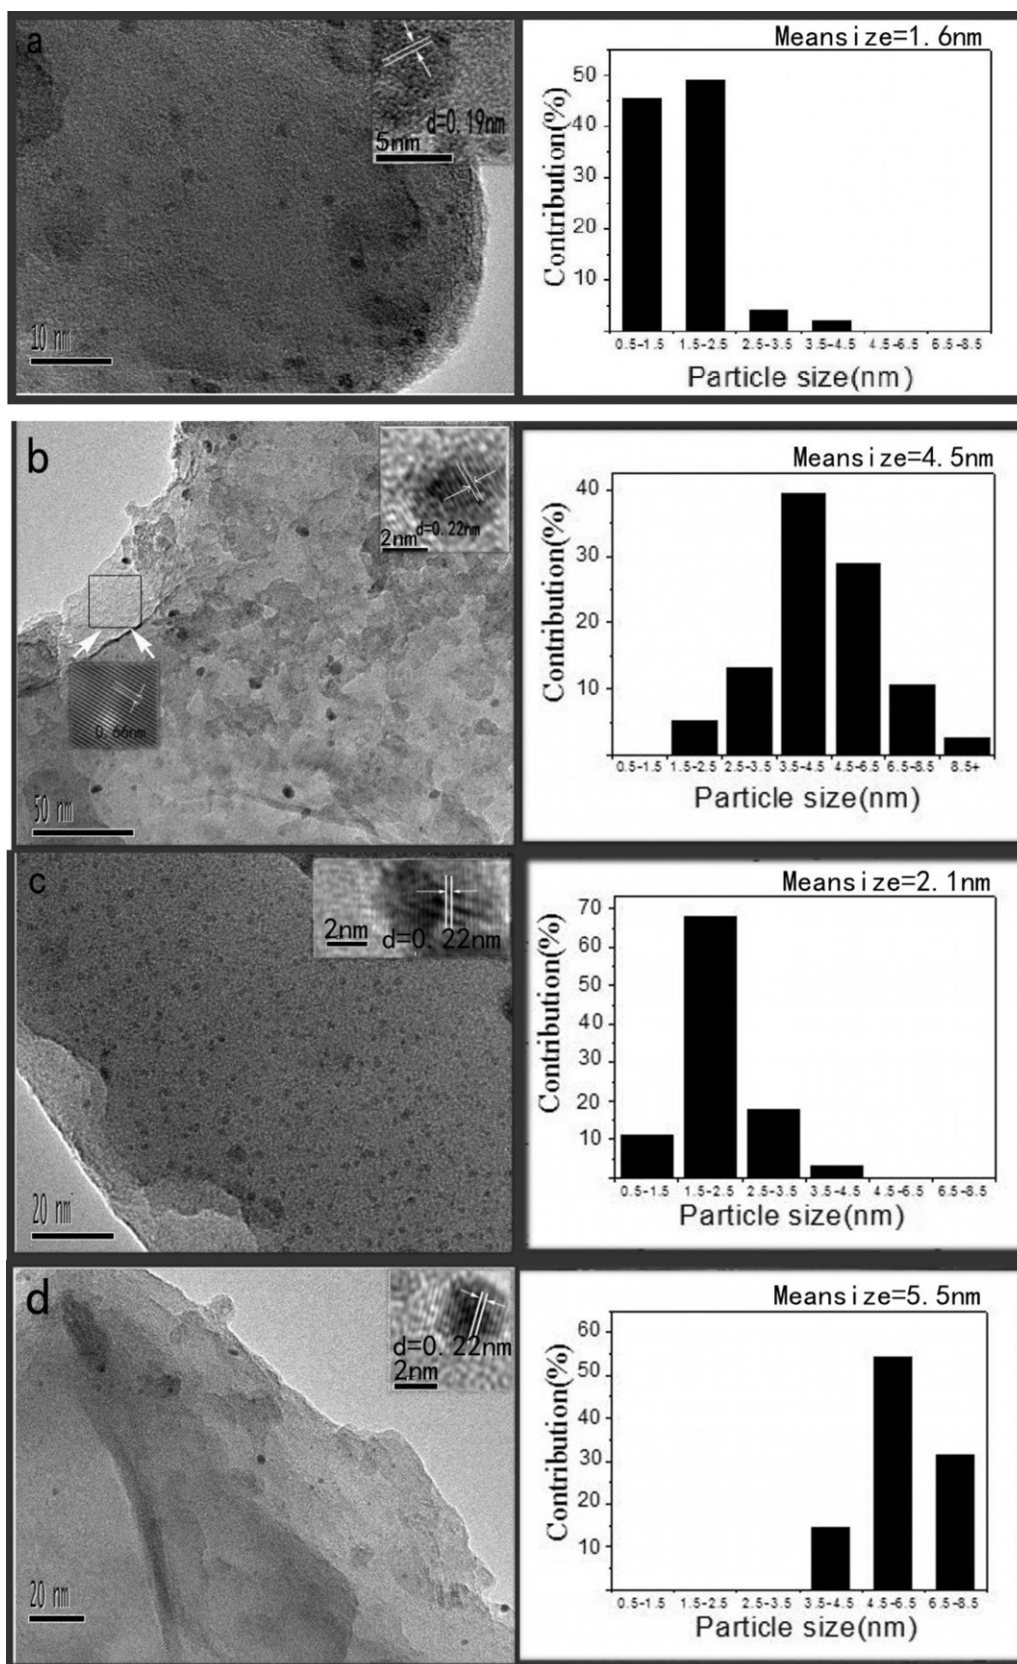 a
d=0.19nm
5nm
10 nm
Meansize=1.6nm
Contribution(%)
50
40
30
20
10
0.5-1.5 1.5-2.5 2.5-3.5 3.5-4.5 4.5-6.5 6.5-8.5
Particle size(nm)
b
d=0.22nm
2nm
0.66nm
50 nm
Meansize=4.5nm
Contribution(%)
40
30
20
10
0.5-1.5 1.5-2.5 2.5-3.5 3.5-4.5 4.5-6.5 6.5-8.5 8.5+
Particle size(nm)
c
2nm
d=0.22nm
20 nm
Meansize=2.1nm
Contribution(%)
70
60
50
40
30
20
10
0.5-1.5 1.5-2.5 2.5-3.5 3.5-4.5 4.5-6.5 6.5-8.5
Particle size(nm)
d
d=0.22nm
2nm
20 nm
Meansize=5.5nm
Contribution(%)
60
50
40
30
20
10
0.5-1.5 1.5-2.5 2.5-3.5 3.5-4.5 4.5-6.5 6.5-8.5
Particle size(nm)